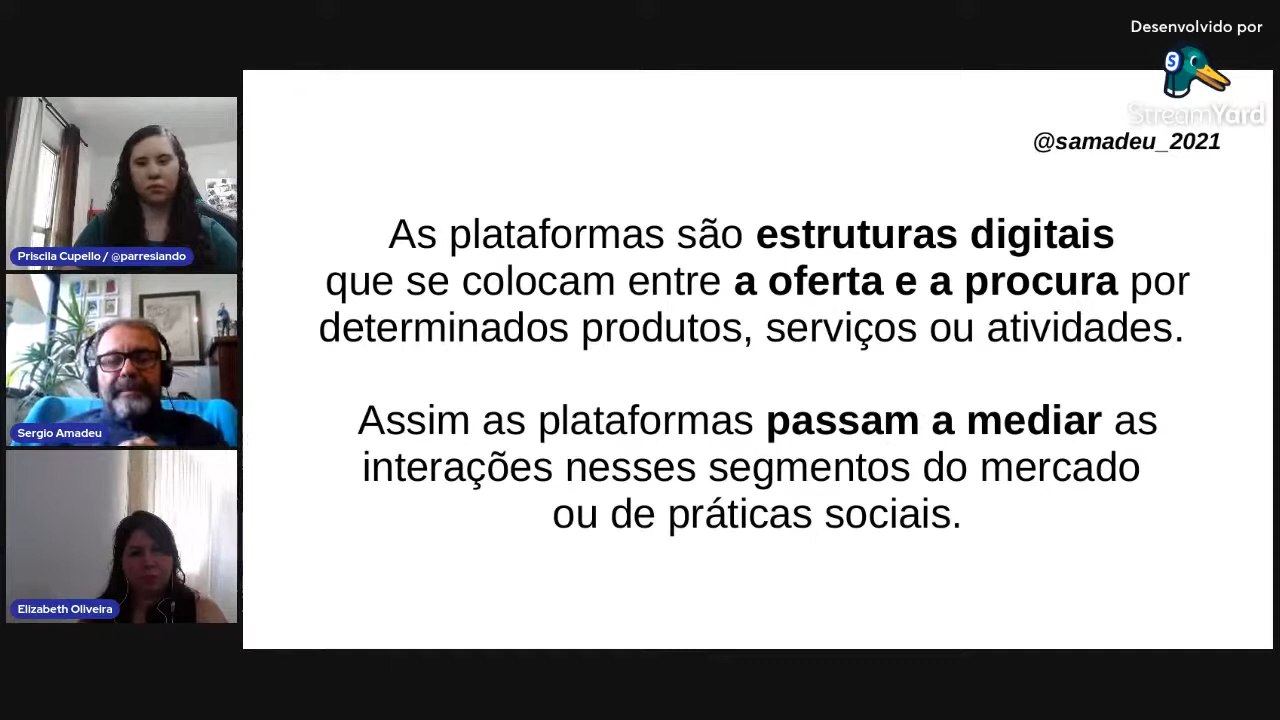 Desenvolvido por
StreamYard
@samadeu_2021
As plataformas são estruturas digitais
que se colocam entre a oferta e a procura por
determinados produtos, serviços ou atividades.
Assim as plataformas passam a mediar as
interações nesses segmentos do mercado
ou de práticas sociais.
Priscila Cupello / @parresiando
Sergio Amadeu
Elizabeth Oliveira